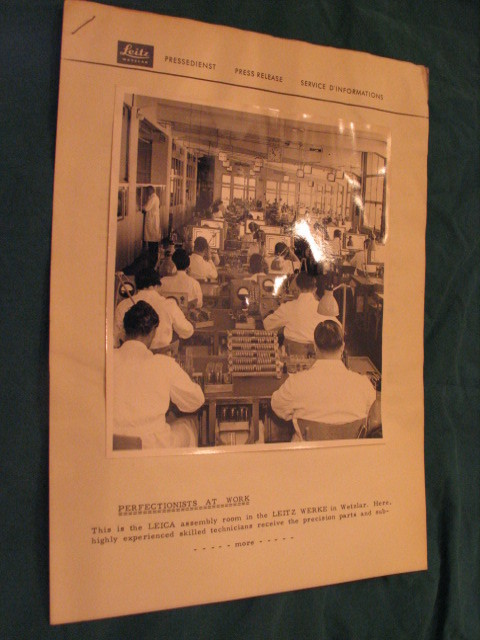 Leitz
WETZLAR
PRESSEDIENST PRESS RELEASE SERVICE D'INFORMATIONS
PERFECTIONISTS AT WORK
This is the LEICA assembly room in the LEITZ WERKE in Wetzlar. Here,
highly experienced skilled technicians receive the precision parts and sub-
- - - - - more - - - - -